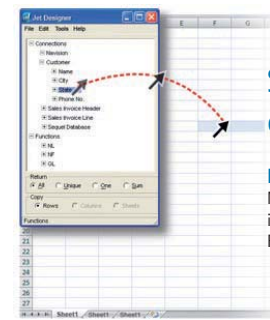 Jet Designer
File Edit Tools Help
Connections
Navision
Customer
Name
City
State
Phone No.
Sales Invoice Header
Sales Invoice Line
Sequel Database
Functions
NL
NF
GL
Return
All Unique One Sum
Copy
Rows Columns Sheets
Functions
E F G
21
22
23
24
25
26
27
Sheet1 Sheet2 Sheet3